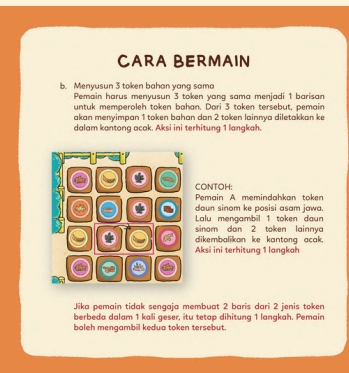 CARA BERMAIN
b. Menyusun 3 token bahan yang sama
Pemain harus menyusun 3 token yang sama menjadi 1 barisan
untuk memperoleh token bahan. Dari 3 token tersebut, pemain
akan menyimpan 1 token bahan dan 2 token lainnya diletakkan ke
dalam kantong acak. Aksi ini terhitung 1 langkah.
CONTOH:
Pemain A memindahkan token
daun sinom ke posisi asam jawa.
Lalu mengambil 1 token daun
sinom dan 2 token lainnya
dikembalikan ke kantong acak.
Aksi ini terhitung 1 langkah
Jika pemain tidak sengaja membuat 2 baris dari 2 jenis token
berbeda dalam 1 kali geser, itu tetap dihitung 1 langkah. Pemain
boleh mengambil kedua token tersebut.